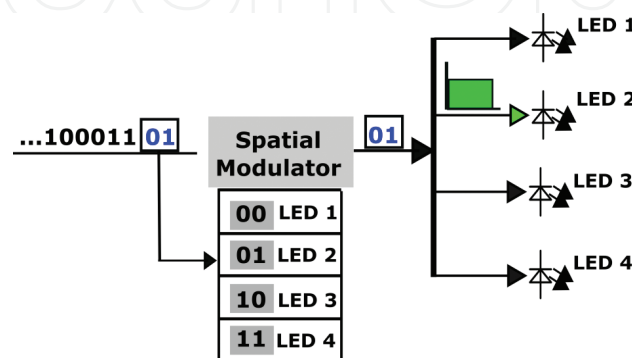 ...100011 01
Spatial
Modulator
01
00 LED 1
01 LED 2
10 LED 3
11 LED 4
LED 1
LED 2
LED 3
LED 4